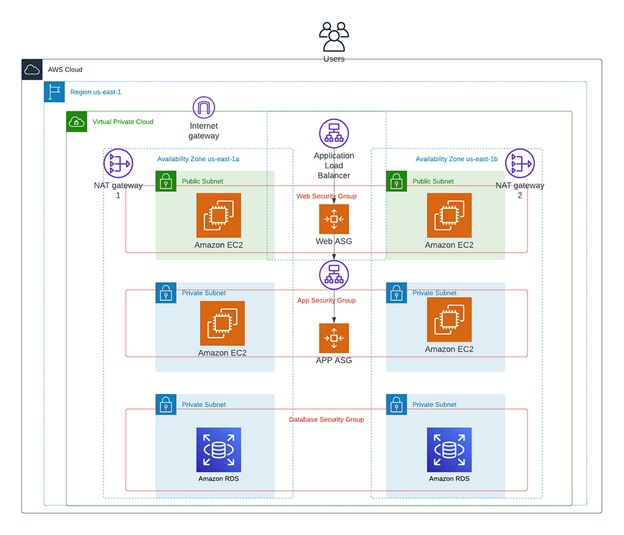 Users
AWS Cloud
Region us-east-1
Virtual Private Cloud
Internet
gateway
Application
Load
Balancer
Availability Zone us-east-1a
Availability Zone us-east-1b
NAT gateway
1
NAT gateway
2
Public Subnet
Public Subnet
Web Security Group
Amazon EC2
Web ASG
Amazon EC2
Private Subnet
Private Subnet
App Security Group
Amazon EC2
APP ASG
Amazon EC2
Private Subnet
Private Subnet
Database Security Group
Amazon RDS
Amazon RDS